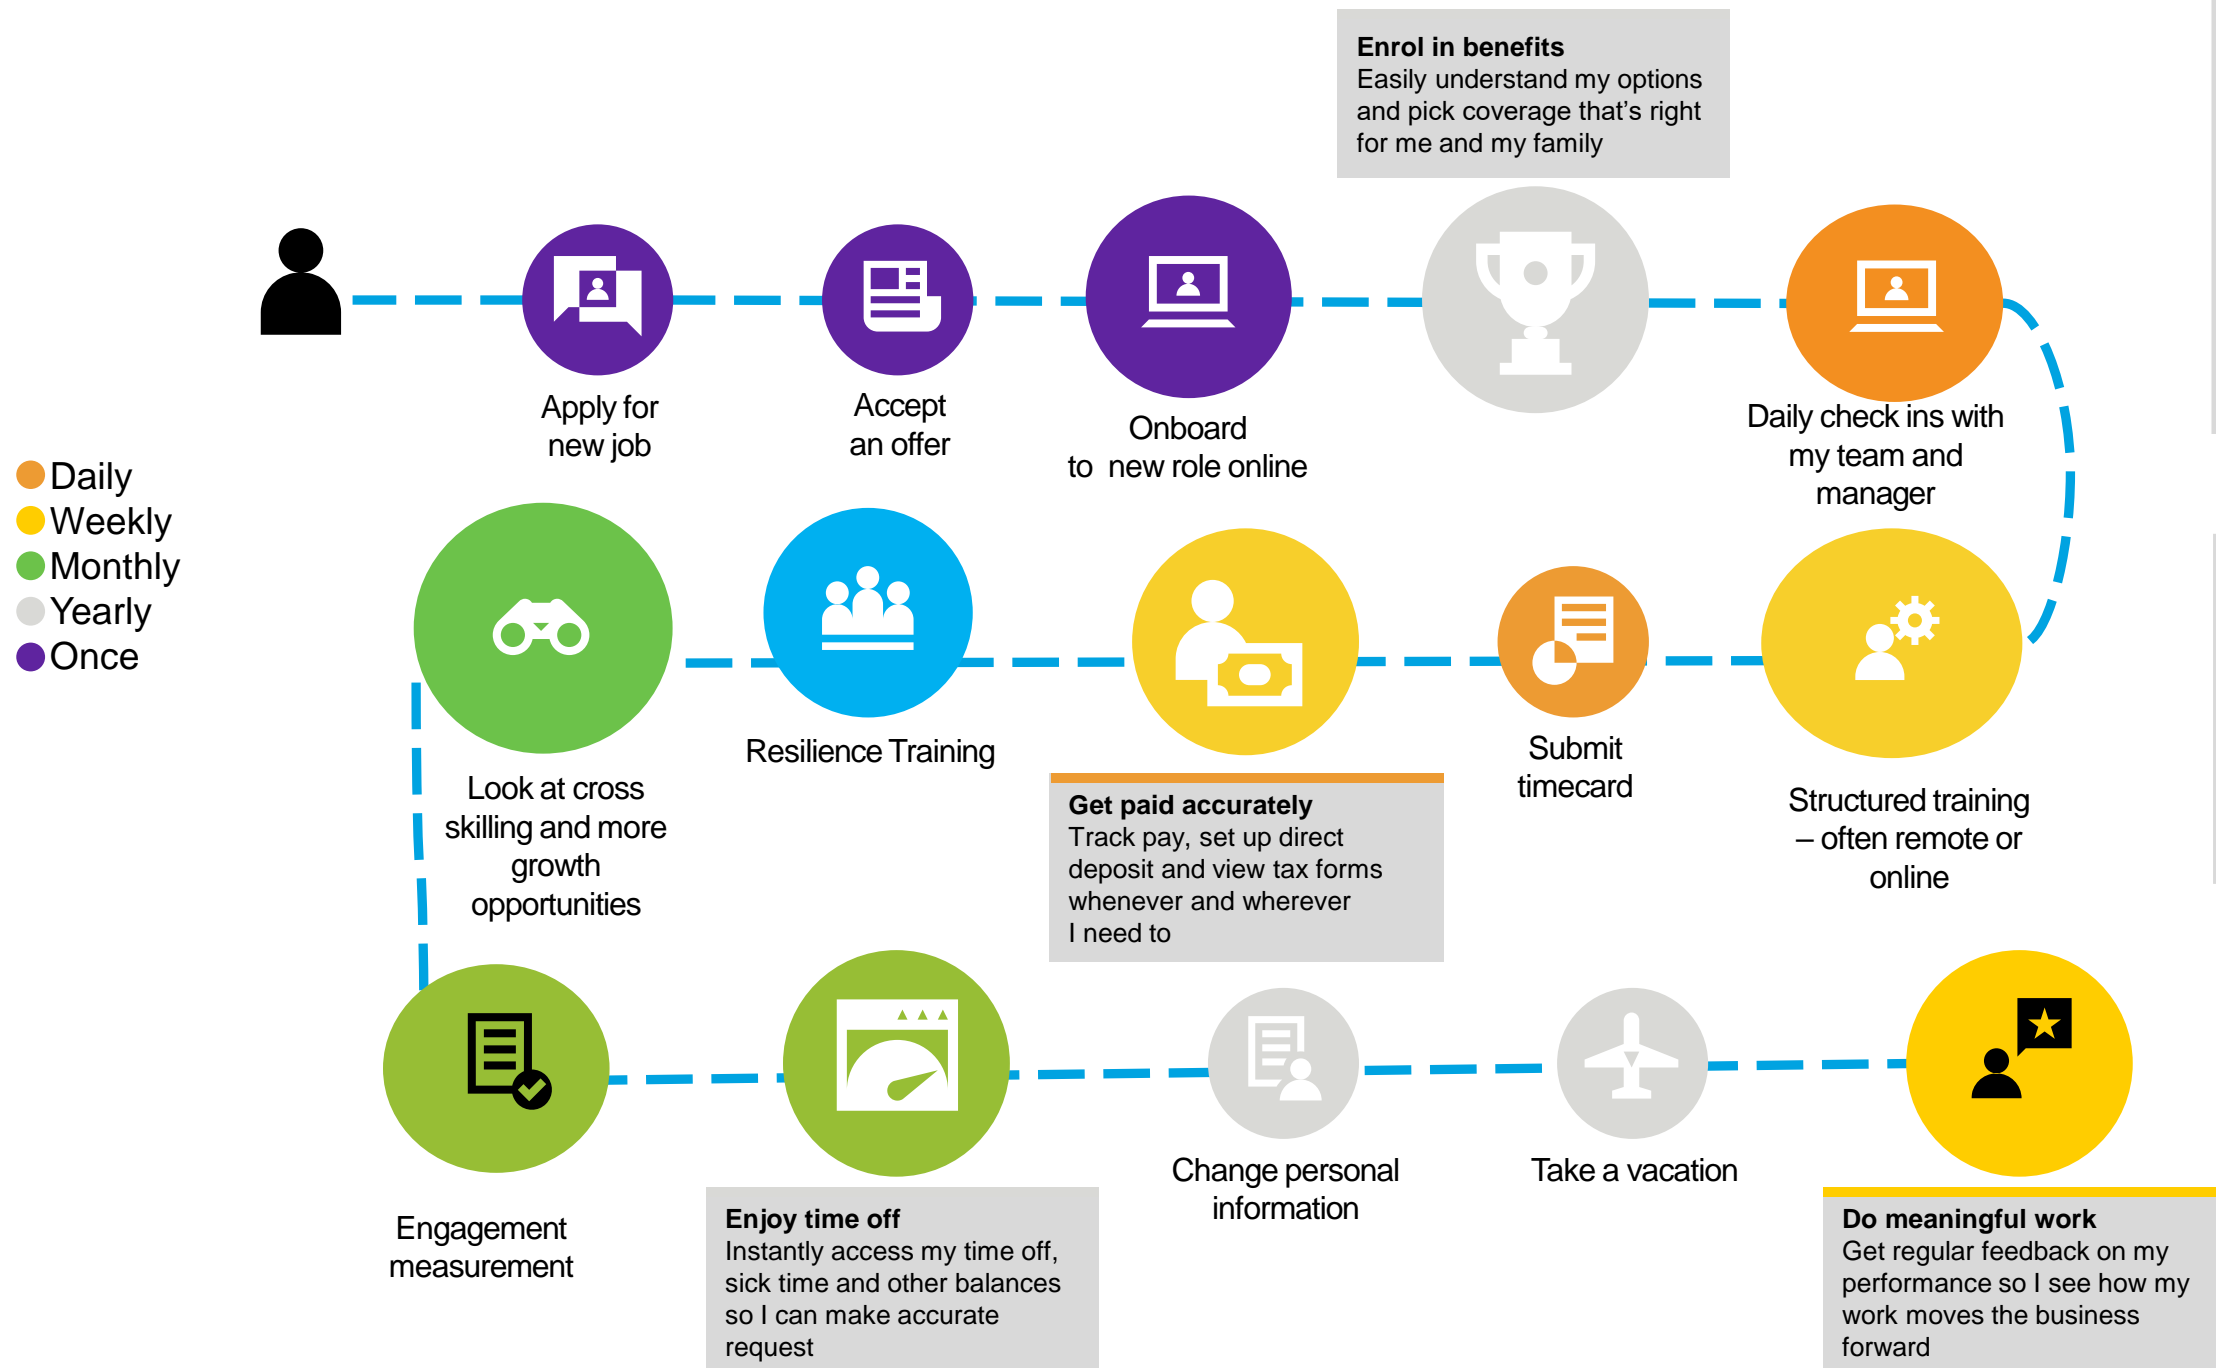 Enrol in benefits
Easily understand my options
and pick coverage that’s right
for me and my family
Apply for
new job
Accept
an offer
Onboard
to new role online
Daily check ins with
my team and
manager
Daily
Weekly
Monthly
Yearly
Once
Look at cross
skilling and more
growth
opportunities
Resilience Training
Get paid accurately
Track pay, set up direct
deposit and view tax forms
whenever and wherever
I need to
Submit
timecard
Structured training
– often remote or
online
Engagement
measurement
Enjoy time off
Instantly access my time off,
sick time and other balances
so I can make accurate
request
Change personal
information
Take a vacation
Do meaningful work
Get regular feedback on my
performance so I see how my
work moves the business
forward